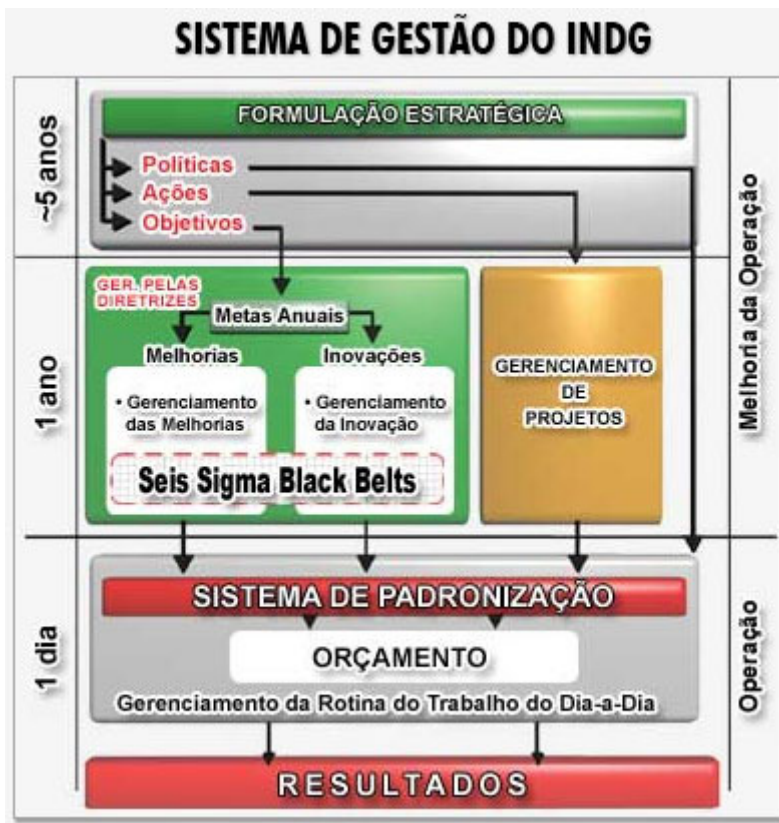 SISTEMA DE GESTÃO DO INDG
~5 anos
FORMULAÇÃO ESTRATÉGICA
Políticas
Ações
Objetivos
Melhoria da Operação
1 ano
GER. PELAS
DIRETRIZES
Metas Anuais
Melhorias
Inovações
• Gerenciamento
das Melhorias
• Gerenciamento
da Inovação
Seis Sigma Black Belts
GERENCIAMENTO
DE
PROJETOS
1 dia
SISTEMA DE PADRONIZAÇÃO
ORÇAMENTO
Gerenciamento da Rotina do Trabalho do Dia-a-Dia
Operação
RESULTADOS